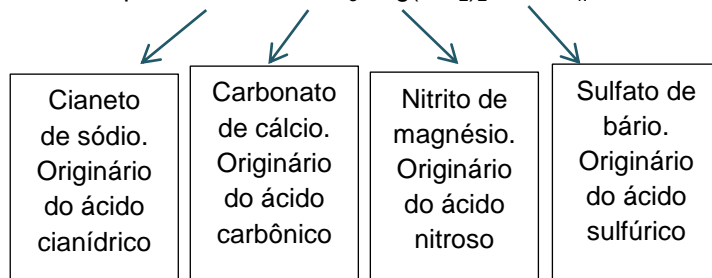 Cianeto
de sódio.
Originário
do ácido
cianídrico
Carbonato
de cálcio.
Originário
do ácido
carbônico
Nitrito de
magnésio.
Originário
do ácido
nitroso
Sulfato de
bário.
Originário
do ácido
sulfúrico